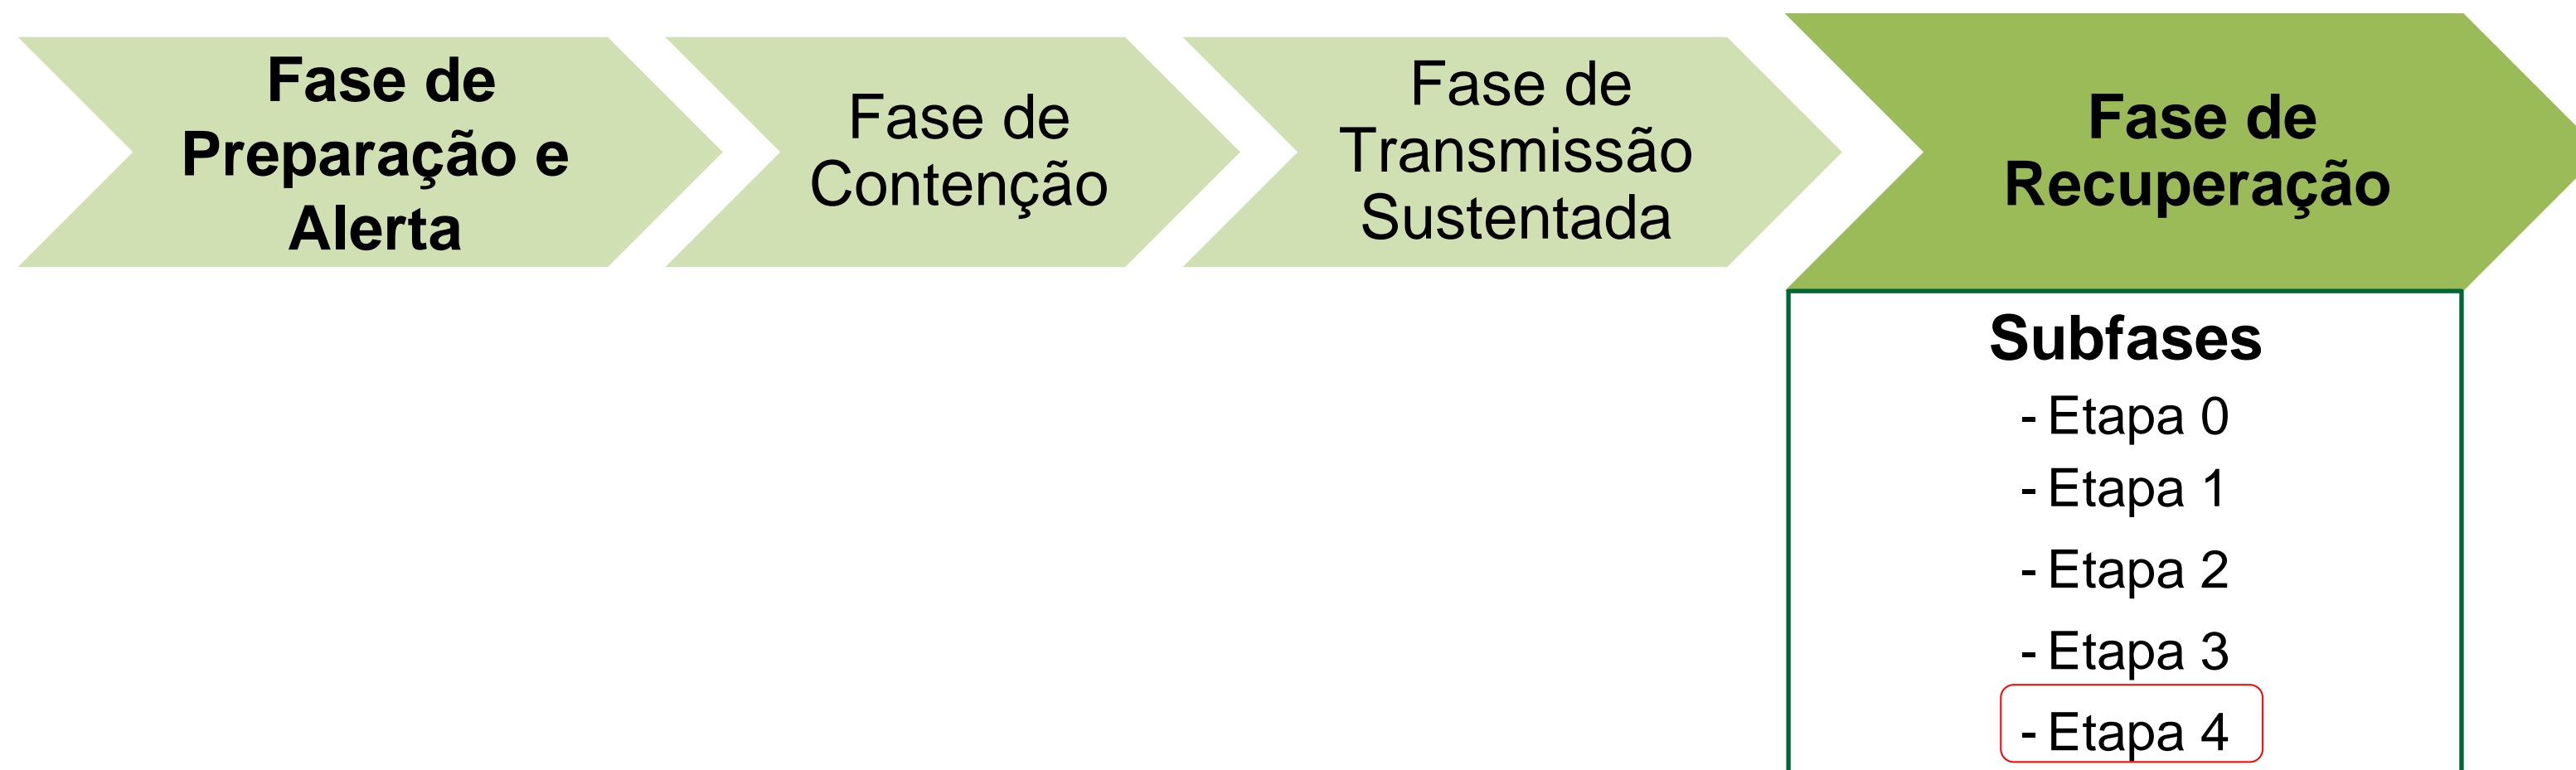 Fase de
Preparação e
Alerta
Fase de
Contenção
Fase de
Transmissão
Sustentada
Fase de
Recuperação
Subfases
- Etapa 0
- Etapa 1
- Etapa 2
- Etapa 3
- Etapa 4